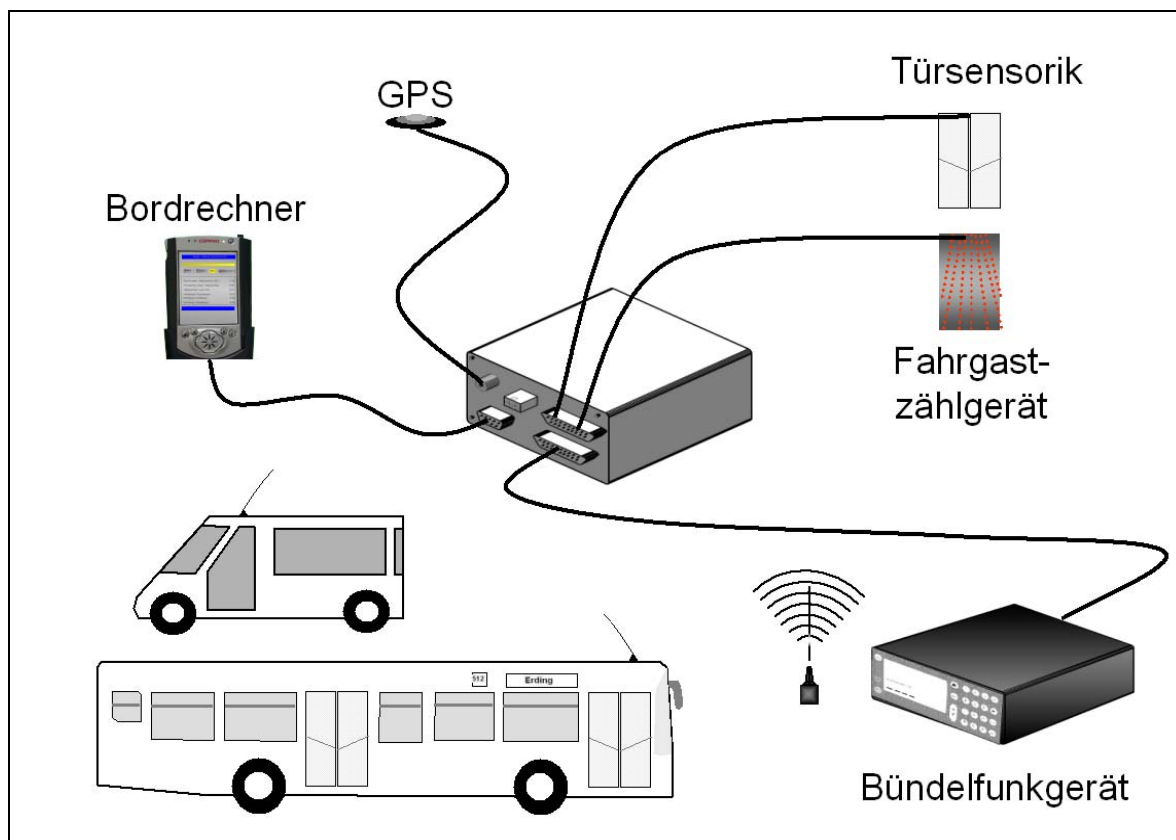 GPS
Türsensorik
Bordrechner
Fahrgast-
zählgerät
512 Erding
Bündelfunkgerät